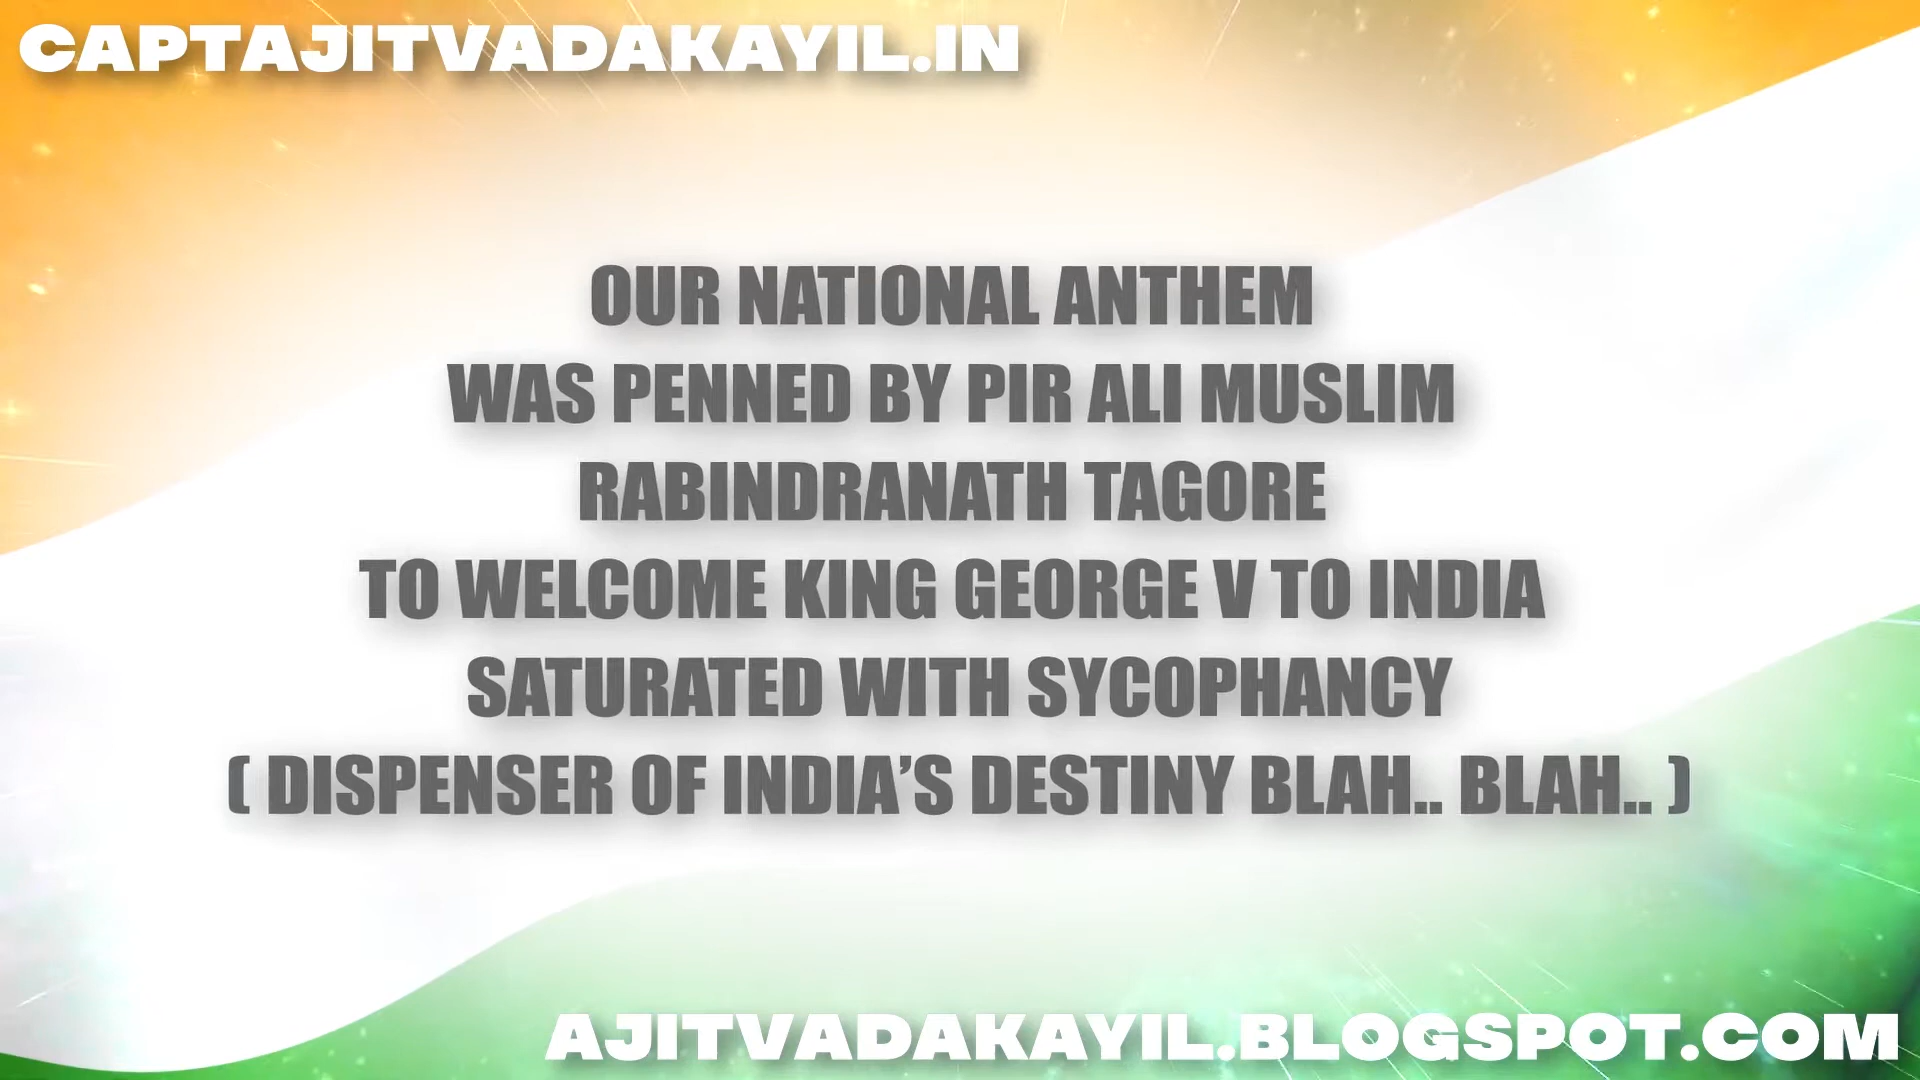 CAPTAJITVADAKAYIL.IN
OUR NATIONAL ANTHEM
WAS PENNED BY PIR ALI MUSLIM
RABINDRANATH TAGORE
TO WELCOME KING GEORGE V TO INDIA
SATURATED WITH SYCOPHANCY
( DISPENSER OF INDIA’S DESTINY BLAH.. BLAH.. )
AJITVADAKAYIL.BLOGSPOT.COM